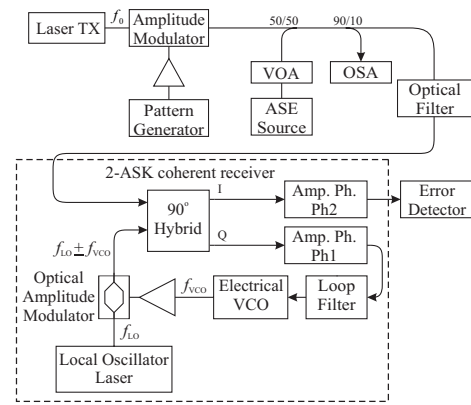 Laser TX
f0
Amplitude
Modulator
50/50
90/10
VOA
OSA
Optical
Filter
Pattern
Generator
ASE
Source
2-ASK coherent receiver
90°
Hybrid
I
Amp. Ph.
Ph2
Error
Detector
Q
Amp. Ph.
Ph1
fLO ± fVCO
Optical
Amplitude
Modulator
fVCO
Electrical
VCO
Loop
Filter
fLO
Local Oscillator
Laser